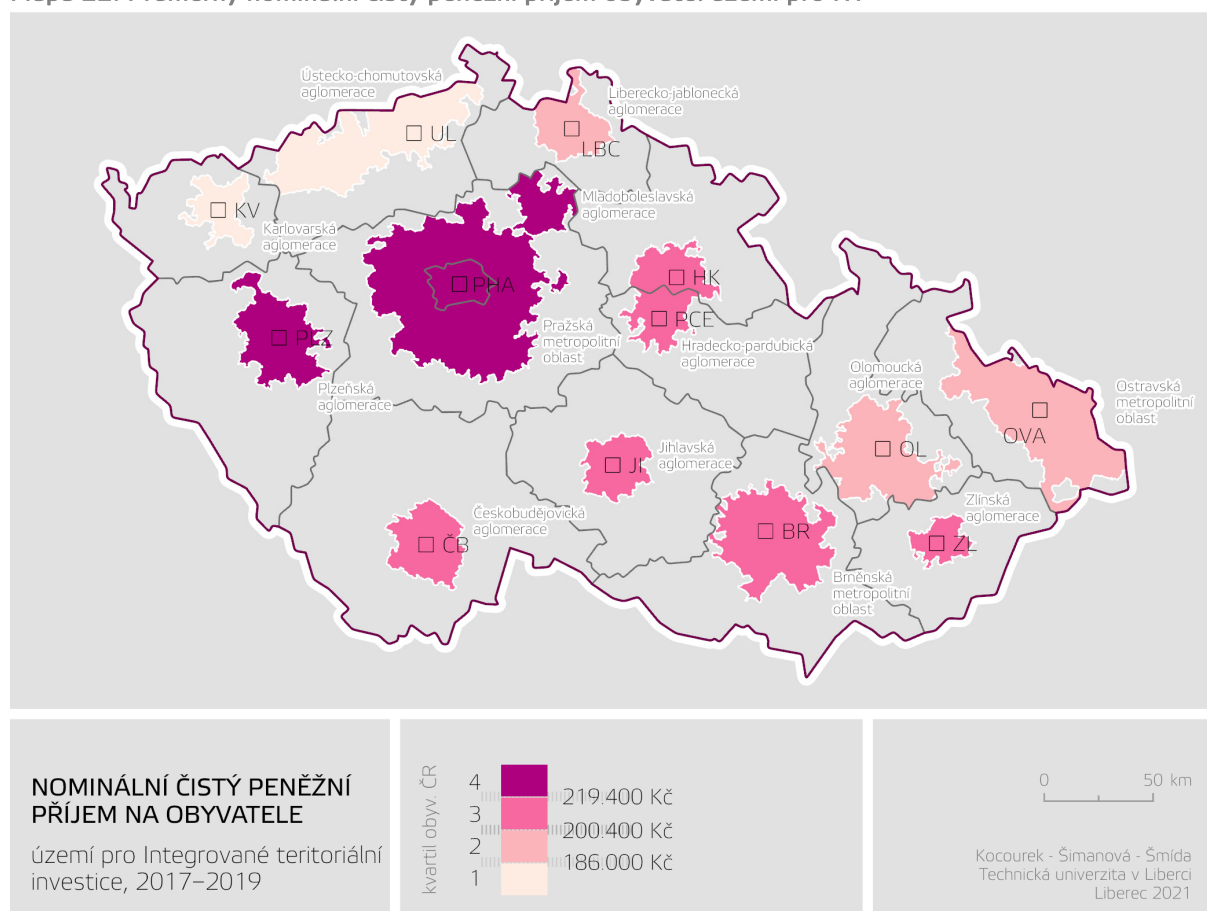 Ústecko-chomutovská
aglomerace
Liberecko-jablonecká
aglomerace
UL
LBC
Mladoboleslavská
aglomerace
KV
Karlovarská
aglomerace
PHA
HK
PCE
Pražská
metropolitní
oblast
Hradecko-pardubická
aglomerace
PLZ
Plzeňská
aglomerace
Olomoucká
aglomerace
Ostravská
metropolitní
oblast
OVA
OL
JI
Jihlavská
aglomerace
Zlínská
aglomerace
Českobudějovická
aglomerace
ČB
BR
ZL
Brněnská
metropolitní
oblast
NOMINÁLNÍ ČISTÝ PENĚŽNÍ
PŘÍJEM NA OBYVATELE
území pro Integrované teritoriální
investice, 2017–2019
kvartil obyv. ČR
4
219.400 Kč
3
200.400 Kč
2
186.000 Kč
1
0 50 km
Kocourek - Šimanová - Šmída
Technická univerzita v Liberci
Liberec 2021